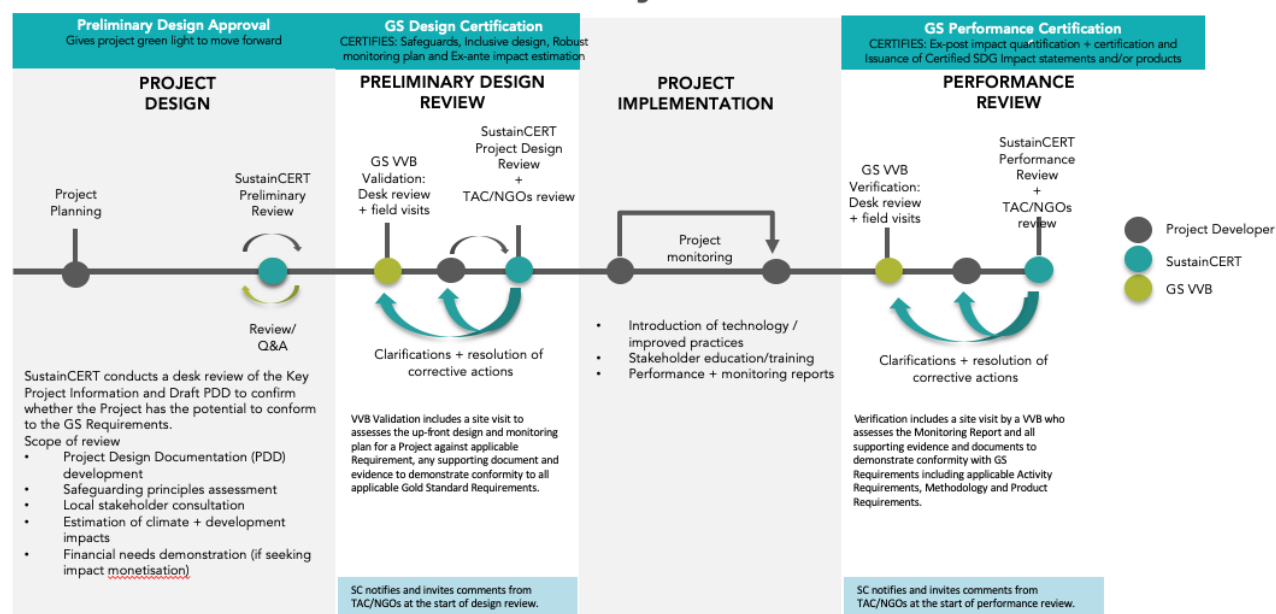 Preliminary Design Approval
Gives project green light to move forward
GS Design Certification
CERTIFIES: Safeguards, Inclusive design, Robust
monitoring plan and Ex-ante impact estimation
GS Performance Certification
CERTIFIES: Ex-post impact quantification + certification and
Issuance of Certified SDG Impact statements and/or products
PROJECT
DESIGN
PRELIMINARY DESIGN
REVIEW
PROJECT
IMPLEMENTATION
PERFORMANCE
REVIEW
Project
Planning
SustainCERT
Preliminary
Review
GS VVB
Validation:
Desk review
+ field visits
SustainCERT
Project Design
Review
+
TAC/NGOs review
Project
monitoring
GS VVB
Verification:
Desk review
+ field visits
SustainCERT
Performance
Review
+
TAC/NGOs
review
Project Developer
SustainCERT
GS VVB
Review/
Q&A
Clarifications + resolution of
corrective actions
• Introduction of technology /
improved practices
• Stakeholder education/training
• Performance + monitoring reports
Clarifications + resolution of
corrective actions
SustainCERT conducts a desk review of the Key
Project Information and Draft PDD to confirm
whether the Project has the potential to conform
to the GS Requirements.
Scope of review
• Project Design Documentation (PDD)
development
• Safeguarding principles assessment
• Local stakeholder consultation
• Estimation of climate + development
impacts
• Financial needs demonstration (if seeking
impact monetisation)
VVB Validation includes a site visit to
assesses the up-front design and monitoring
plan for a Project against applicable
Requirement, any supporting document and
evidence to demonstrate conformity to all
applicable Gold Standard Requirements.
Verification includes a site visit by a VVB who
assesses the Monitoring Report and all
supporting evidence and documents to
demonstrate conformity with GS
Requirements including applicable Activity
Requirements, Methodology and Product
Requirements.
SC notifies and invites comments from
TAC/NGOs at the start of design review.
SC notifies and invites comments from
TAC/NGOs at the start of performance review.